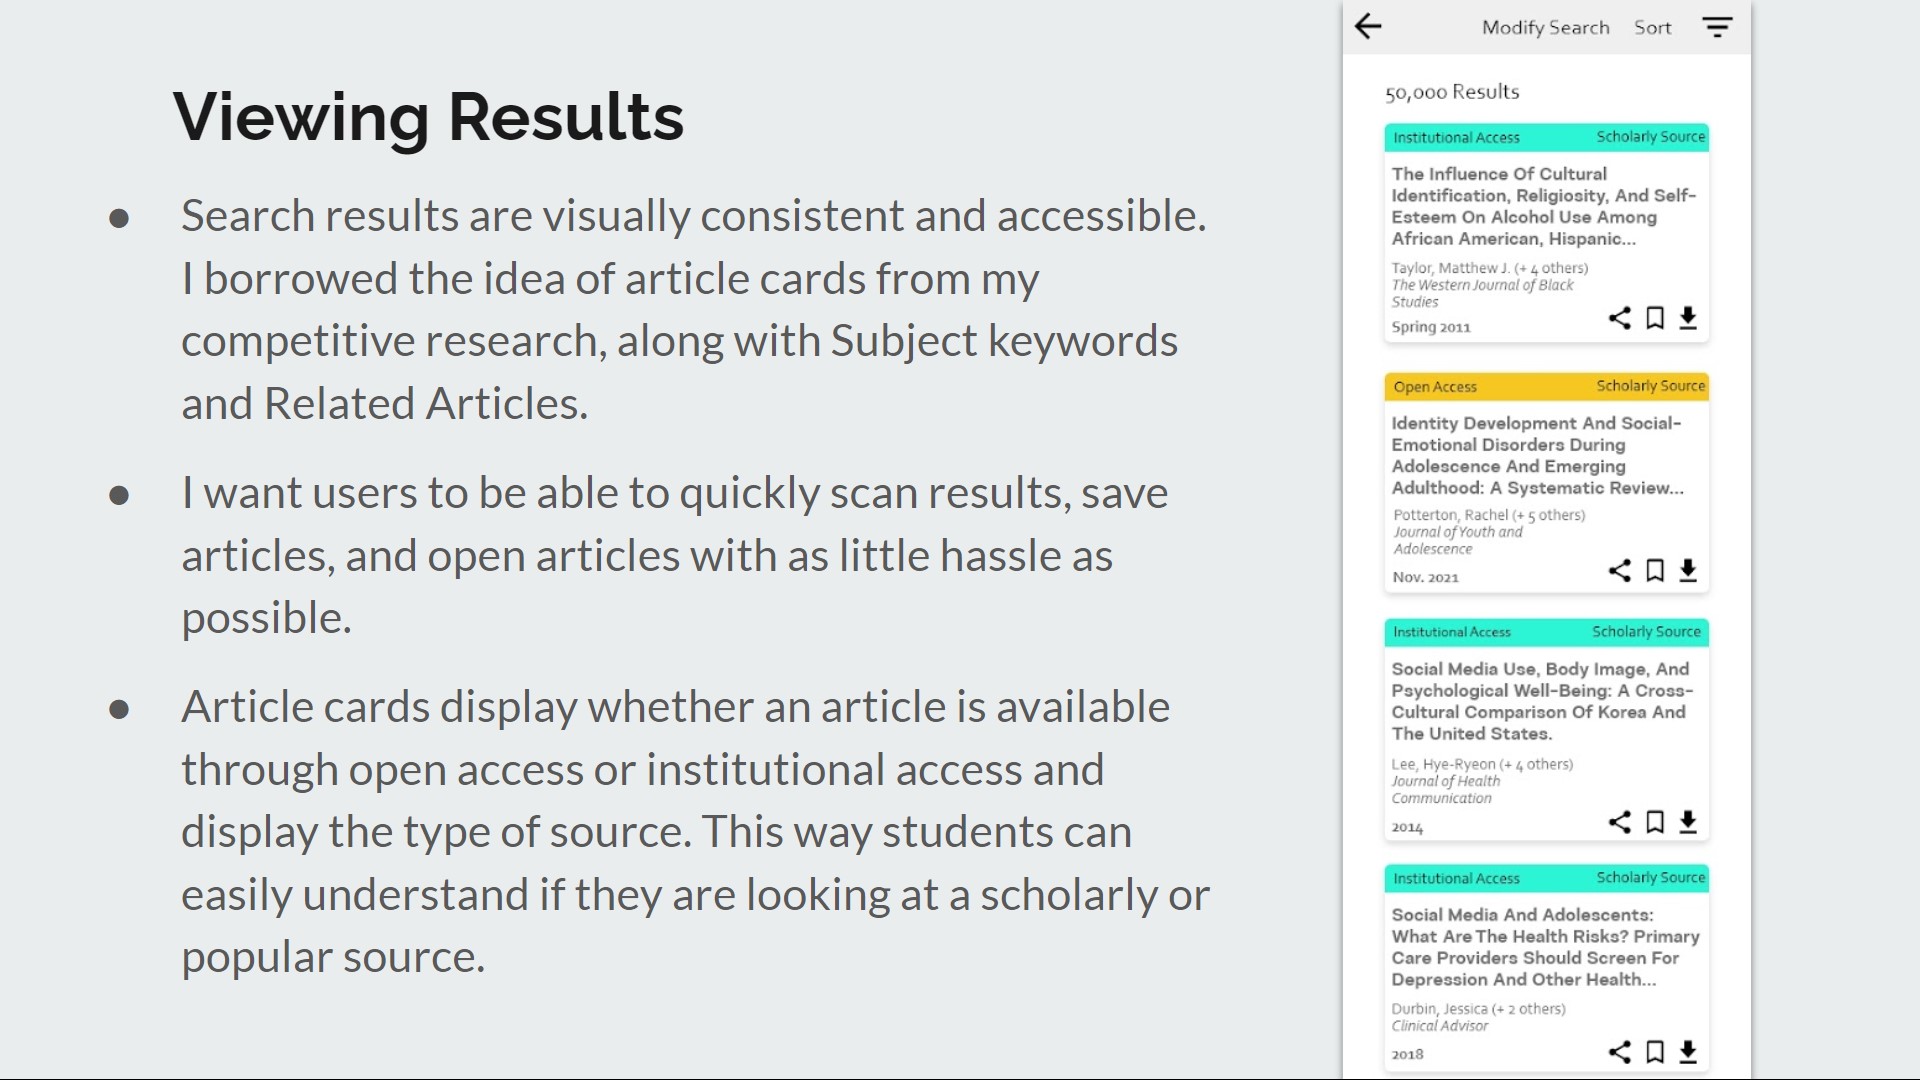 Viewing Results
● Search results are visually consistent and accessible.
I borrowed the idea of article cards from my
competitive research, along with Subject keywords
and Related Articles.
● I want users to be able to quickly scan results, save
articles, and open articles with as little hassle as
possible.
● Article cards display whether an article is available
through open access or institutional access and
display the type of source. This way students can
easily understand if they are looking at a scholarly or
popular source.
Modify Search Sort
50,000 Results
Institutional Access Scholarly Source
The Influence Of Cultural
Identification, Religiosity, And Self-
Esteem On Alcohol Use Among
African American, Hispanic...
Taylor, Matthew J. (+ 4 others)
The Western Journal of Black
Studies
Spring 2011
Open Access Scholarly Source
Identity Development And Social-
Emotional Disorders During
Adolescence And Emerging
Adulthood: A Systematic Review...
Potterton, Rachel (+ 5 others)
Journal of Youth and
Adolescence
Nov. 2021
Institutional Access Scholarly Source
Social Media Use, Body Image, And
Psychological Well-Being: A Cross-
Cultural Comparison Of Korea And
The United States.
Lee, Hye-Ryeon (+ 4 others)
Journal of Health
Communication
2014
Institutional Access Scholarly Source
Social Media And Adolescents:
What Are The Health Risks? Primary
Care Providers Should Screen For
Depression And Other Health...
Durbin, Jessica (+ 2 others)
Clinical Advisor
2018